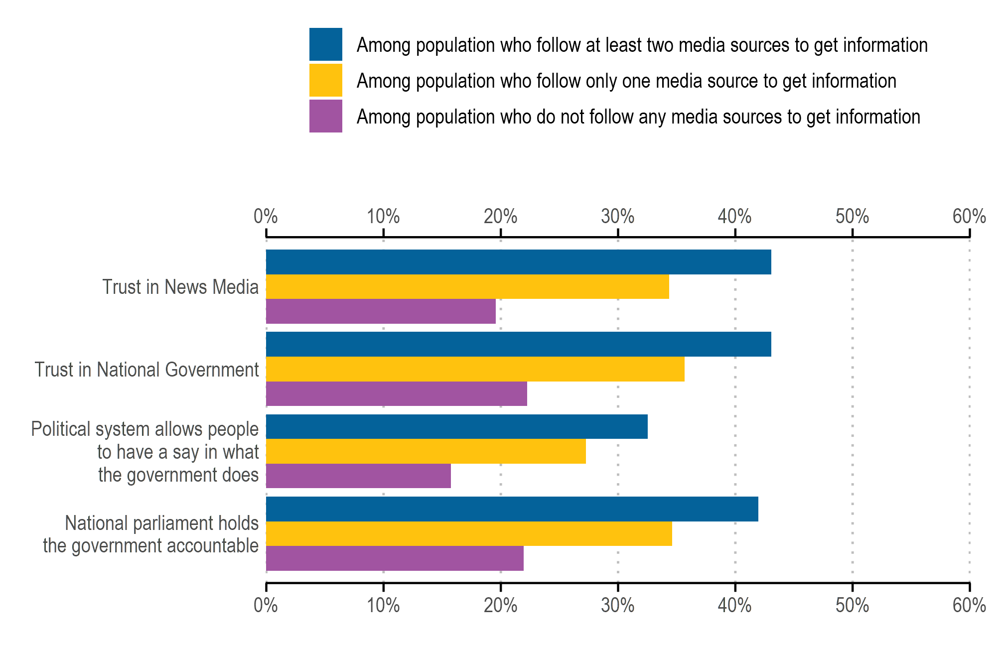 Among population who follow at least two media sources to get information
Among population who follow only one media source to get information
Among population who do not follow any media sources to get information
0% 10% 20% 30% 40% 50% 60%
Trust in News Media
Trust in National Government
Political system allows people
to have a say in what
the government does
National parliament holds
the government accountable
0% 10% 20% 30% 40% 50% 60%